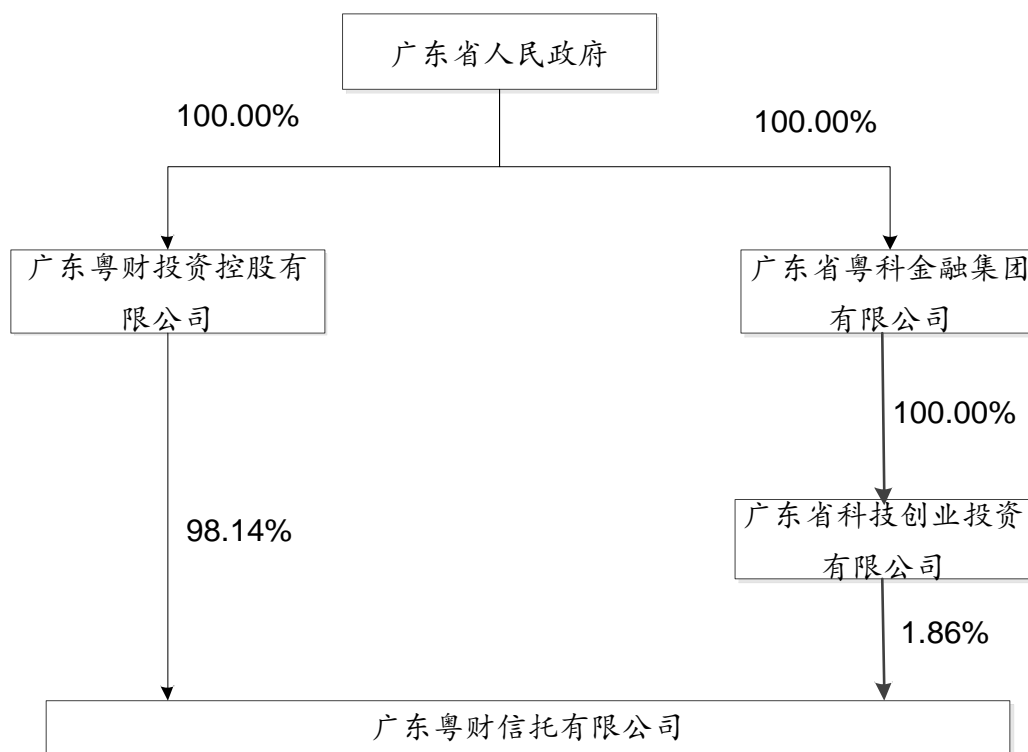 广东省人民政府
100.00%
100.00%
广东粤财投资控股有
限公司
广东省粤科金融集团
有限公司
100.00%
98.14%
广东省科技创业投资
有限公司
1.86%
广东粤财信托有限公司